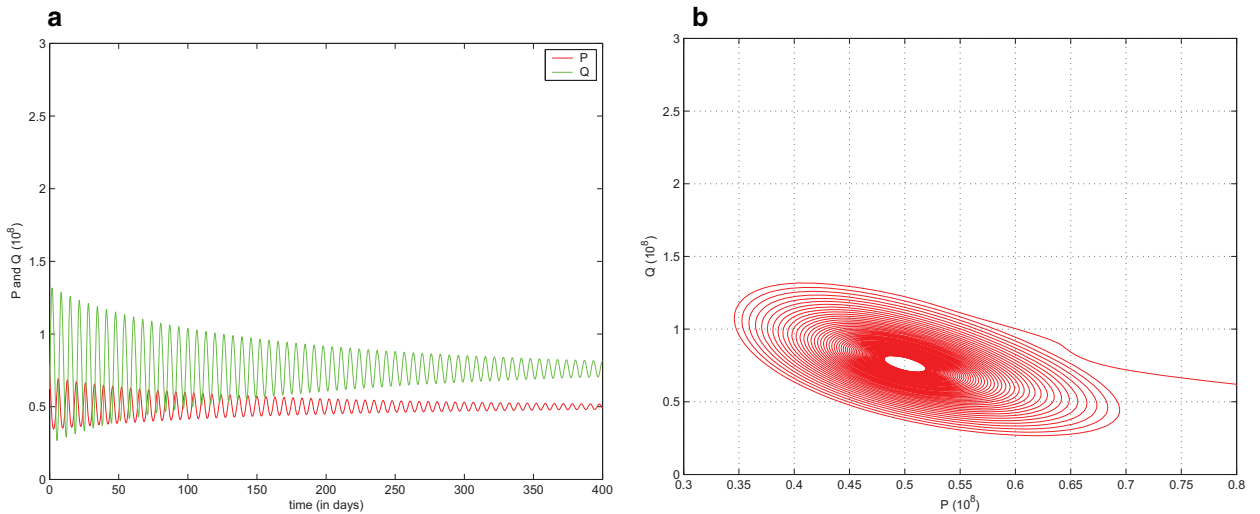 a
P
Q
P and Q (10^8)
3
2.5
2
1.5
1
0.5
0
0 50 100 150 200 250 300 350 400
time (in days)
b
Q (10^8)
3
2.5
2
1.5
1
0.5
0
0.3 0.35 0.4 0.45 0.5 0.55 0.6 0.65 0.7 0.75 0.8
P (10^8)